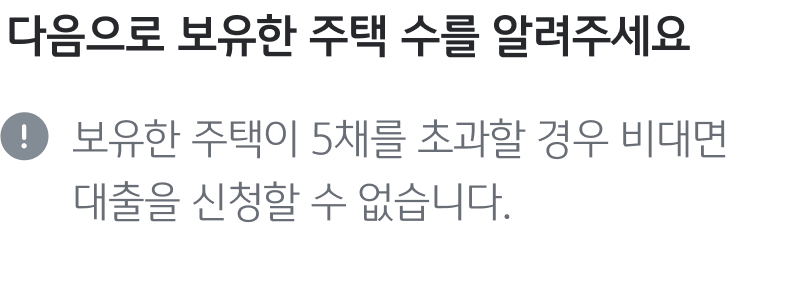 다음으로 보유한 주택 수를 알려주세요
보유한 주택이 5채를 초과할 경우 비대면
대출을 신청할 수 없습니다.